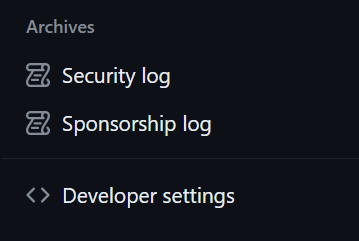 Archives
Security log
Sponsorship log
Developer settings